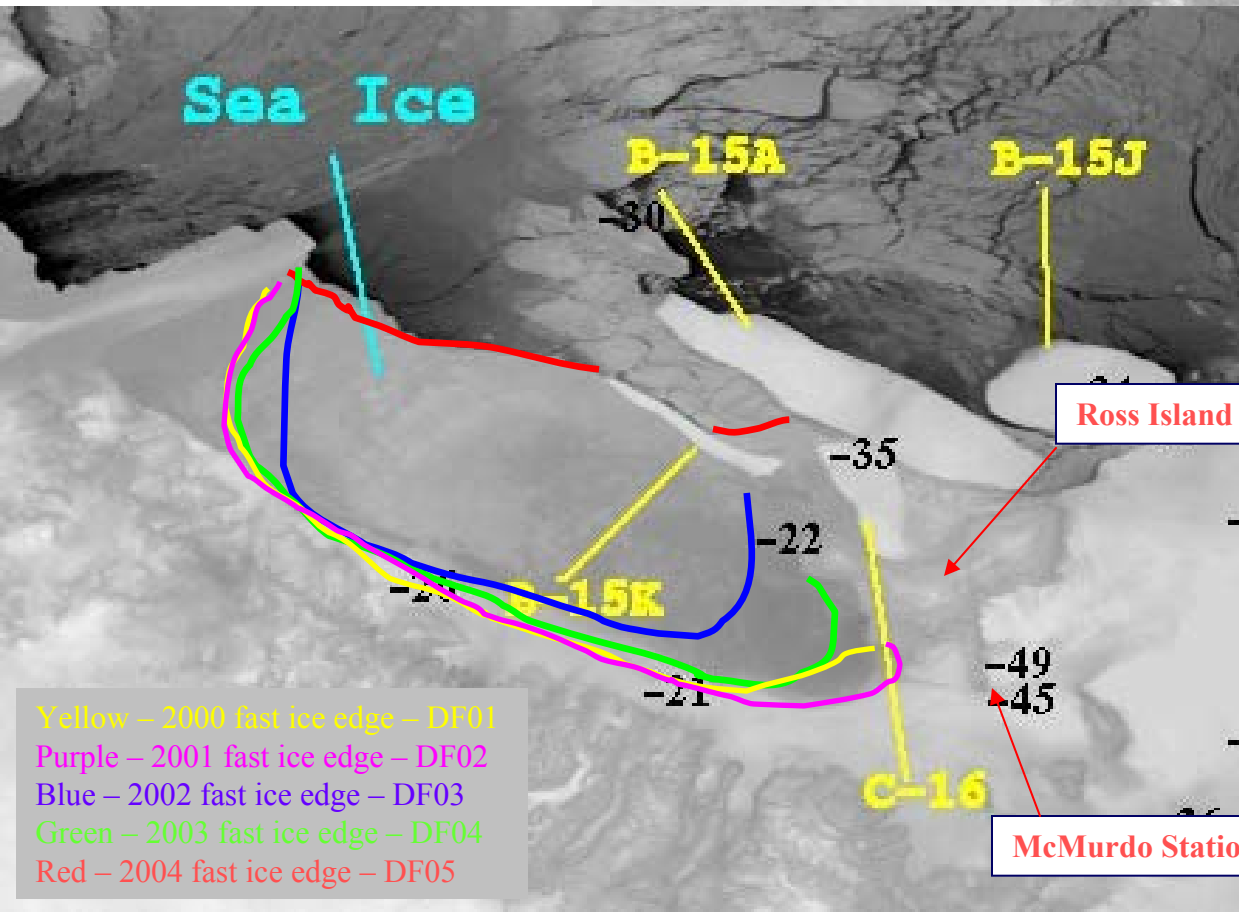 Sea Ice
B-15A
B-15J
-30
Ross Island
-35
-22
B-15K
-49
-45
-21
C-16
McMurdo Statio
Yellow – 2000 fast ice edge – DF01
Purple – 2001 fast ice edge – DF02
Blue – 2002 fast ice edge – DF03
Green – 2003 fast ice edge – DF04
Red – 2004 fast ice edge – DF05